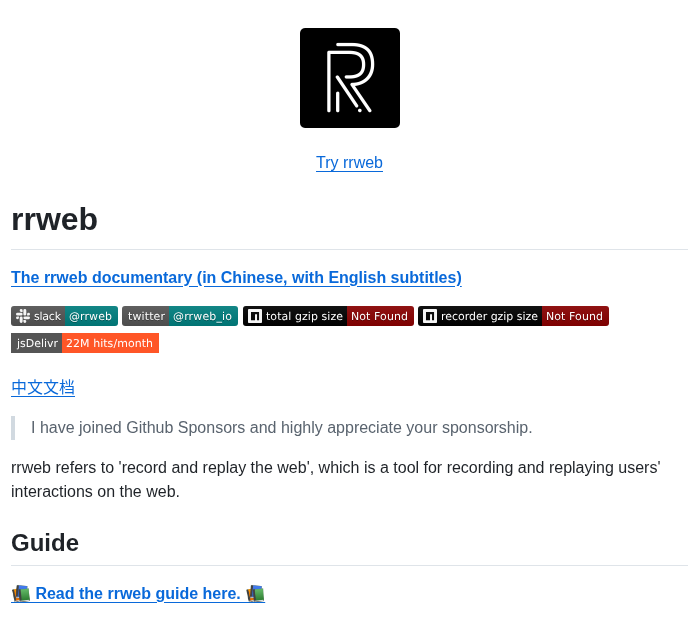 R
Try rrweb
rrweb
The rrweb documentary (in Chinese, with English subtitles)
slack @rrweb twitter @rrweb_io total gzip size Not Found recorder gzip size Not Found
jsDelivr 22M hits/month
中文文档
I have joined Github Sponsors and highly appreciate your sponsorship.
rrweb refers to 'record and replay the web', which is a tool for recording and replaying users'
interactions on the web.
Guide
📚 Read the rrweb guide here. 📚